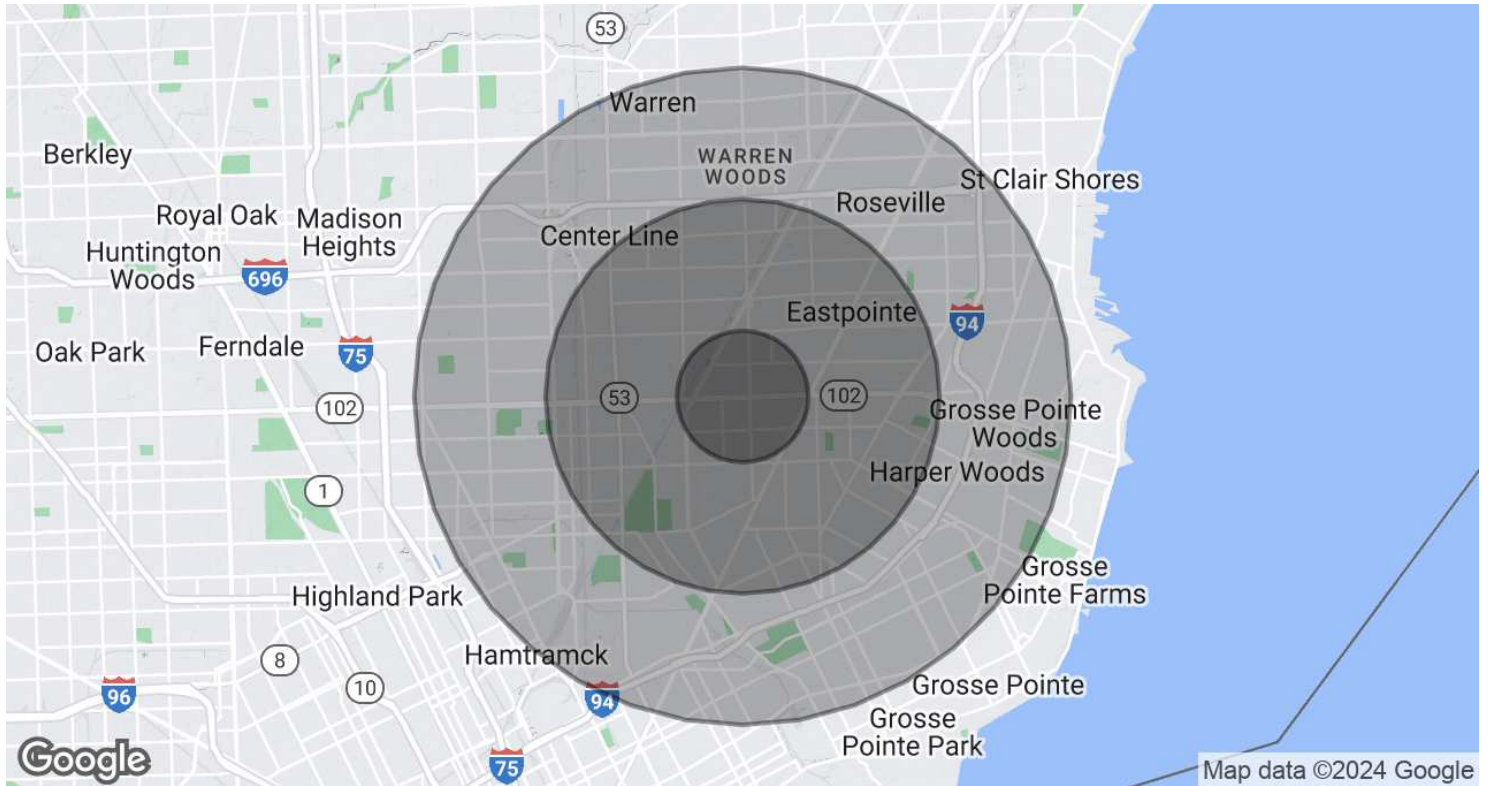 53
Warren
Berkley
WARREN
WOODS
St Clair Shores
Roseville
Royal Oak
Madison
Heights
Center Line
Huntington
Woods
696
Eastpointe
94
Oak Park
Ferndale
75
102
53
102
Grosse Pointe
Woods
Harper Woods
1
Grosse
Pointe Farms
Highland Park
Hamtramck
8
10
96
94
Grosse Pointe
Grosse
Pointe Park
75
Google
Map data ©2024 Google